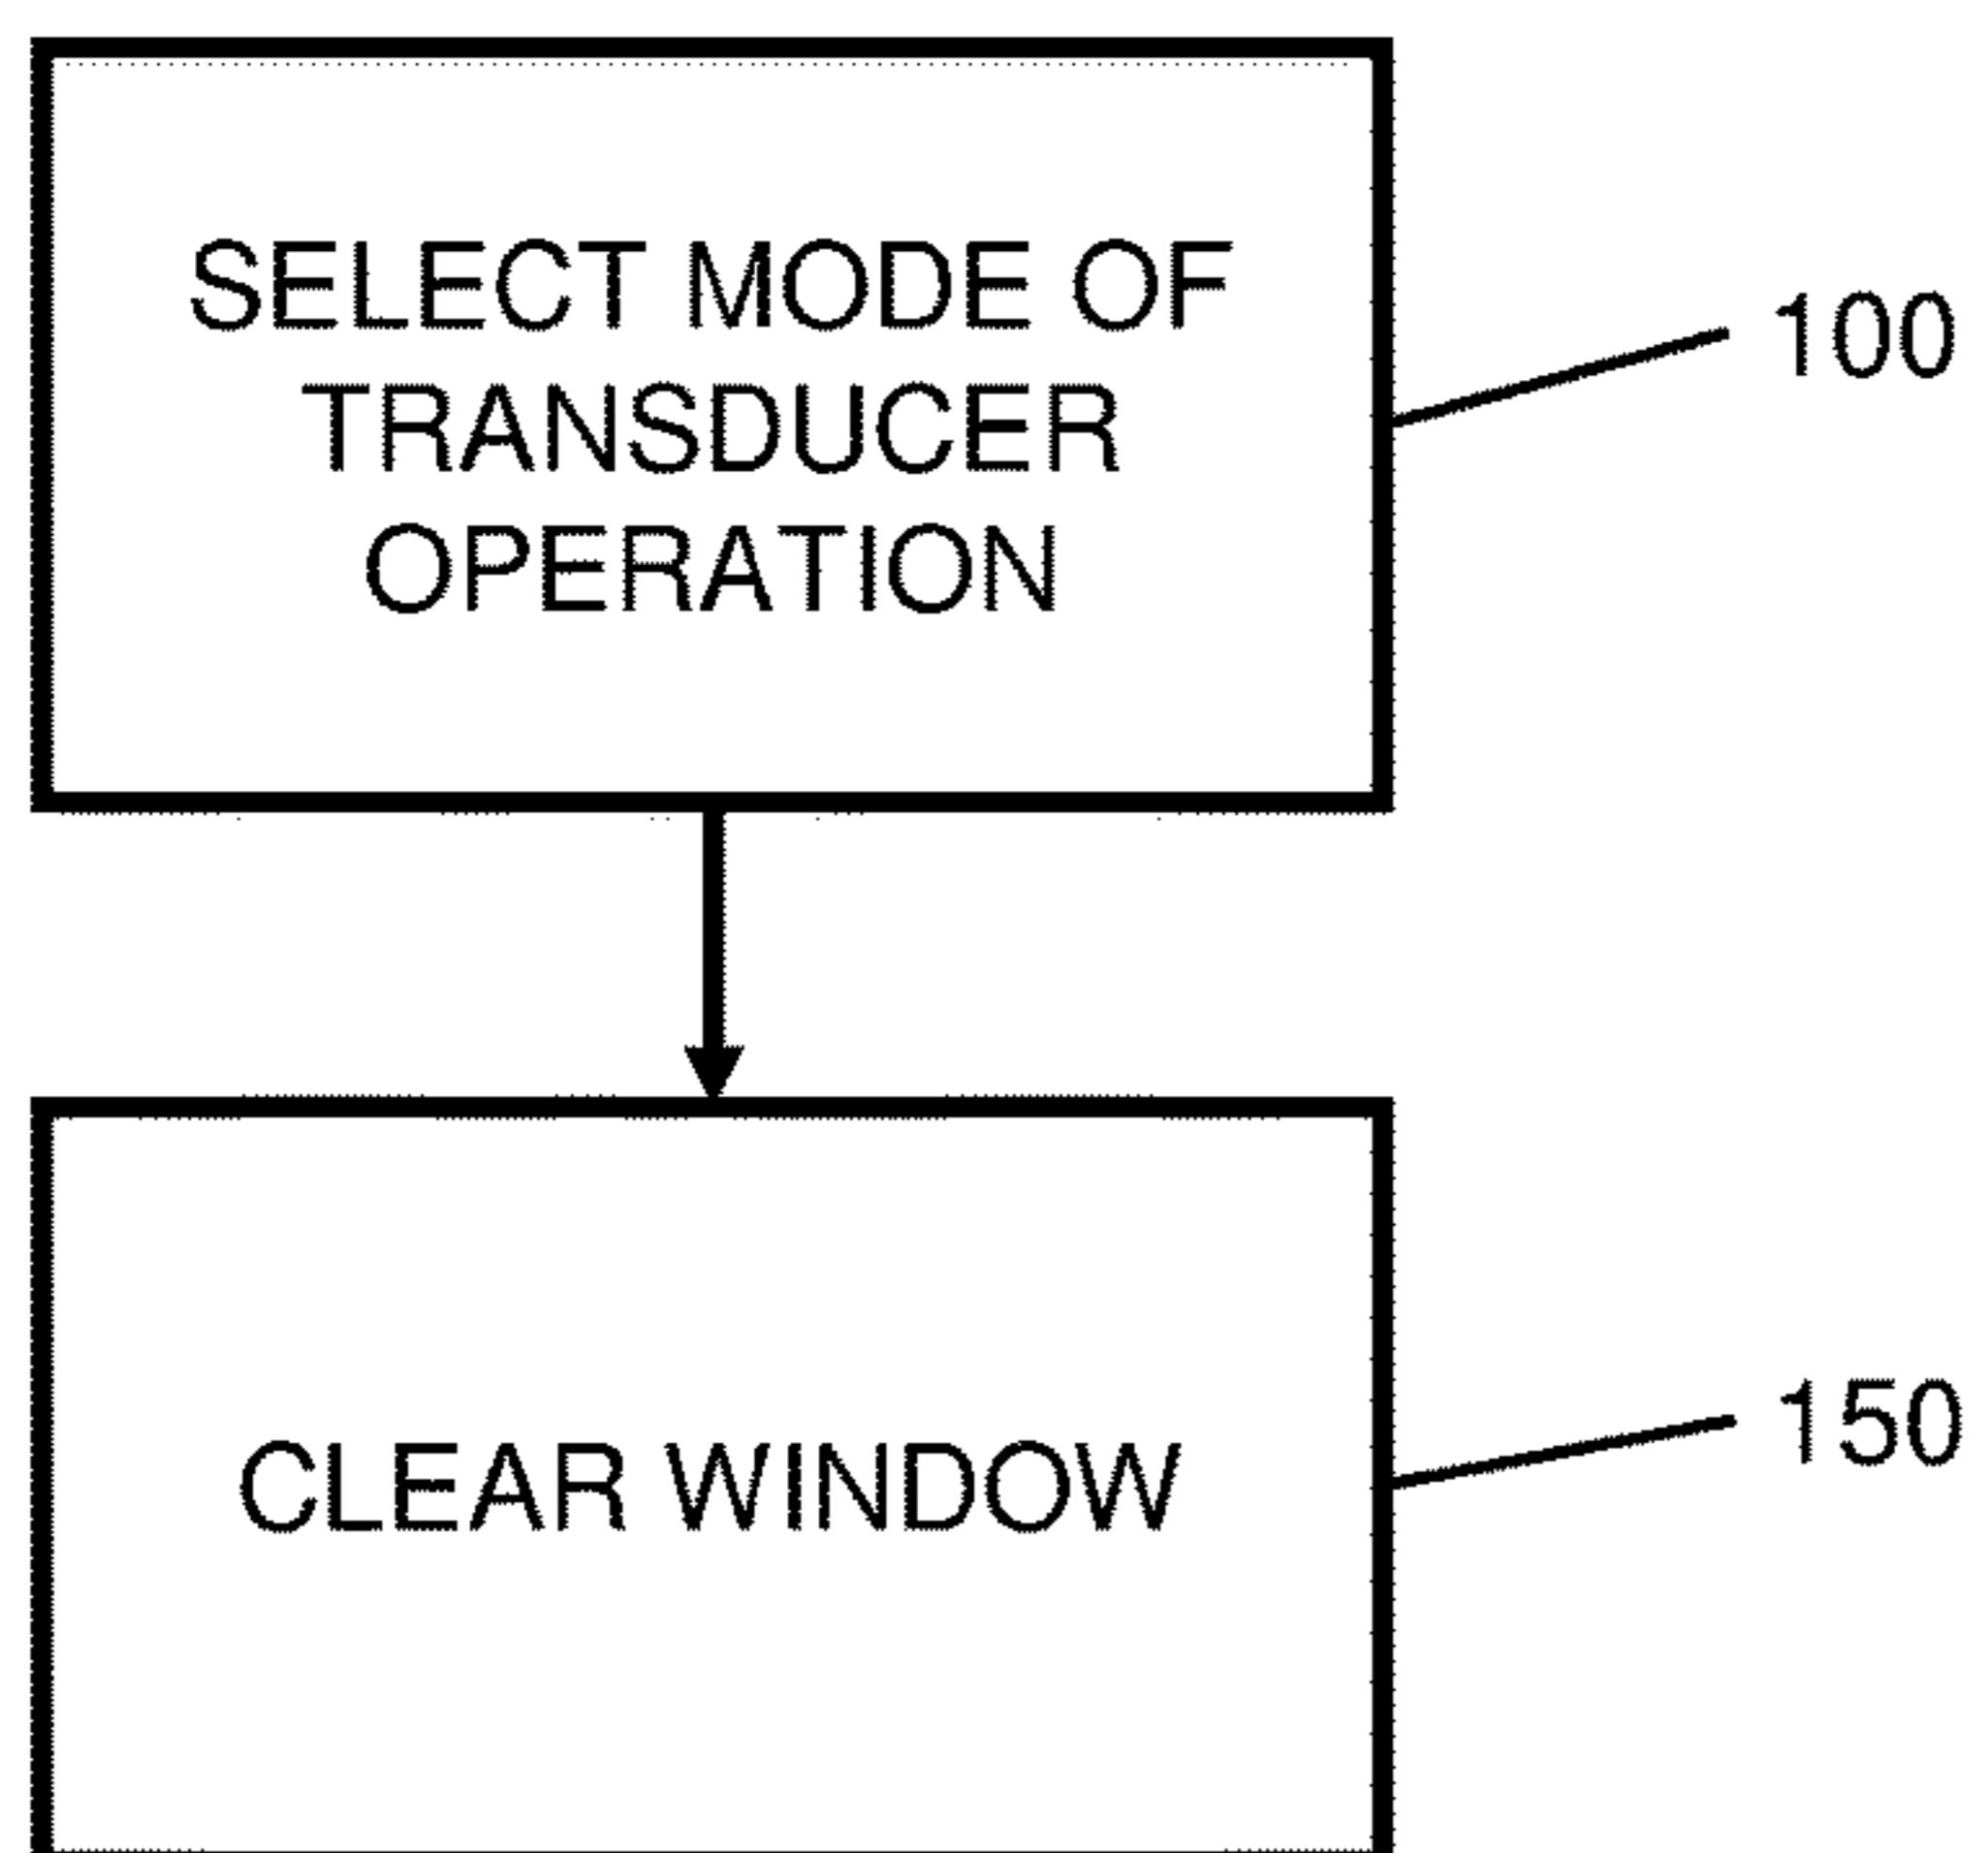 SELECT MODE OF
TRANSDUCER
OPERATION
100
CLEAR WINDOW
150